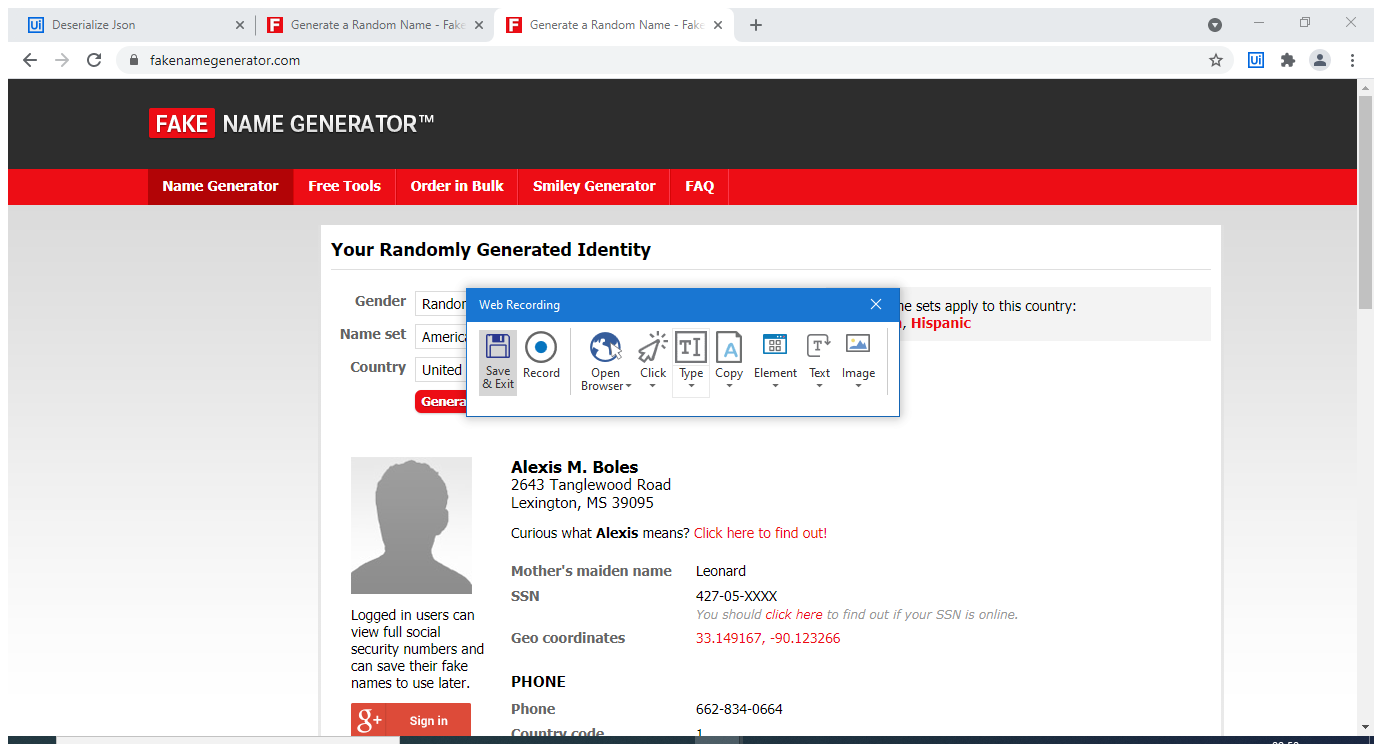 Deserialize Json
Generate a Random Name - Fake
Generate a Random Name - Fake
fakenamegenerator.com
FAKE NAME GENERATOR™
Name Generator Free Tools Order in Bulk Smiley Generator FAQ
Your Randomly Generated Identity
Gender
Name set
Country
United
sets apply to this country:
Hispanic
Web Recording
Save & Exit
Record
Open Browser
Click
Type
Copy
Element
Text
Image
Alexis M. Boles
2643 Tanglewood Road
Lexington, MS 39095
Curious what Alexis means? Click here to find out!
Mother's maiden name Leonard
SSN 427-05-XXXX
You should click here to find out if your SSN is online.
Geo coordinates 33.149167, -90.123266
PHONE
Phone 662-834-0664
Country code 1
Logged in users can
view full social
security numbers and
can save their fake
names to use later.
g+ Sign in